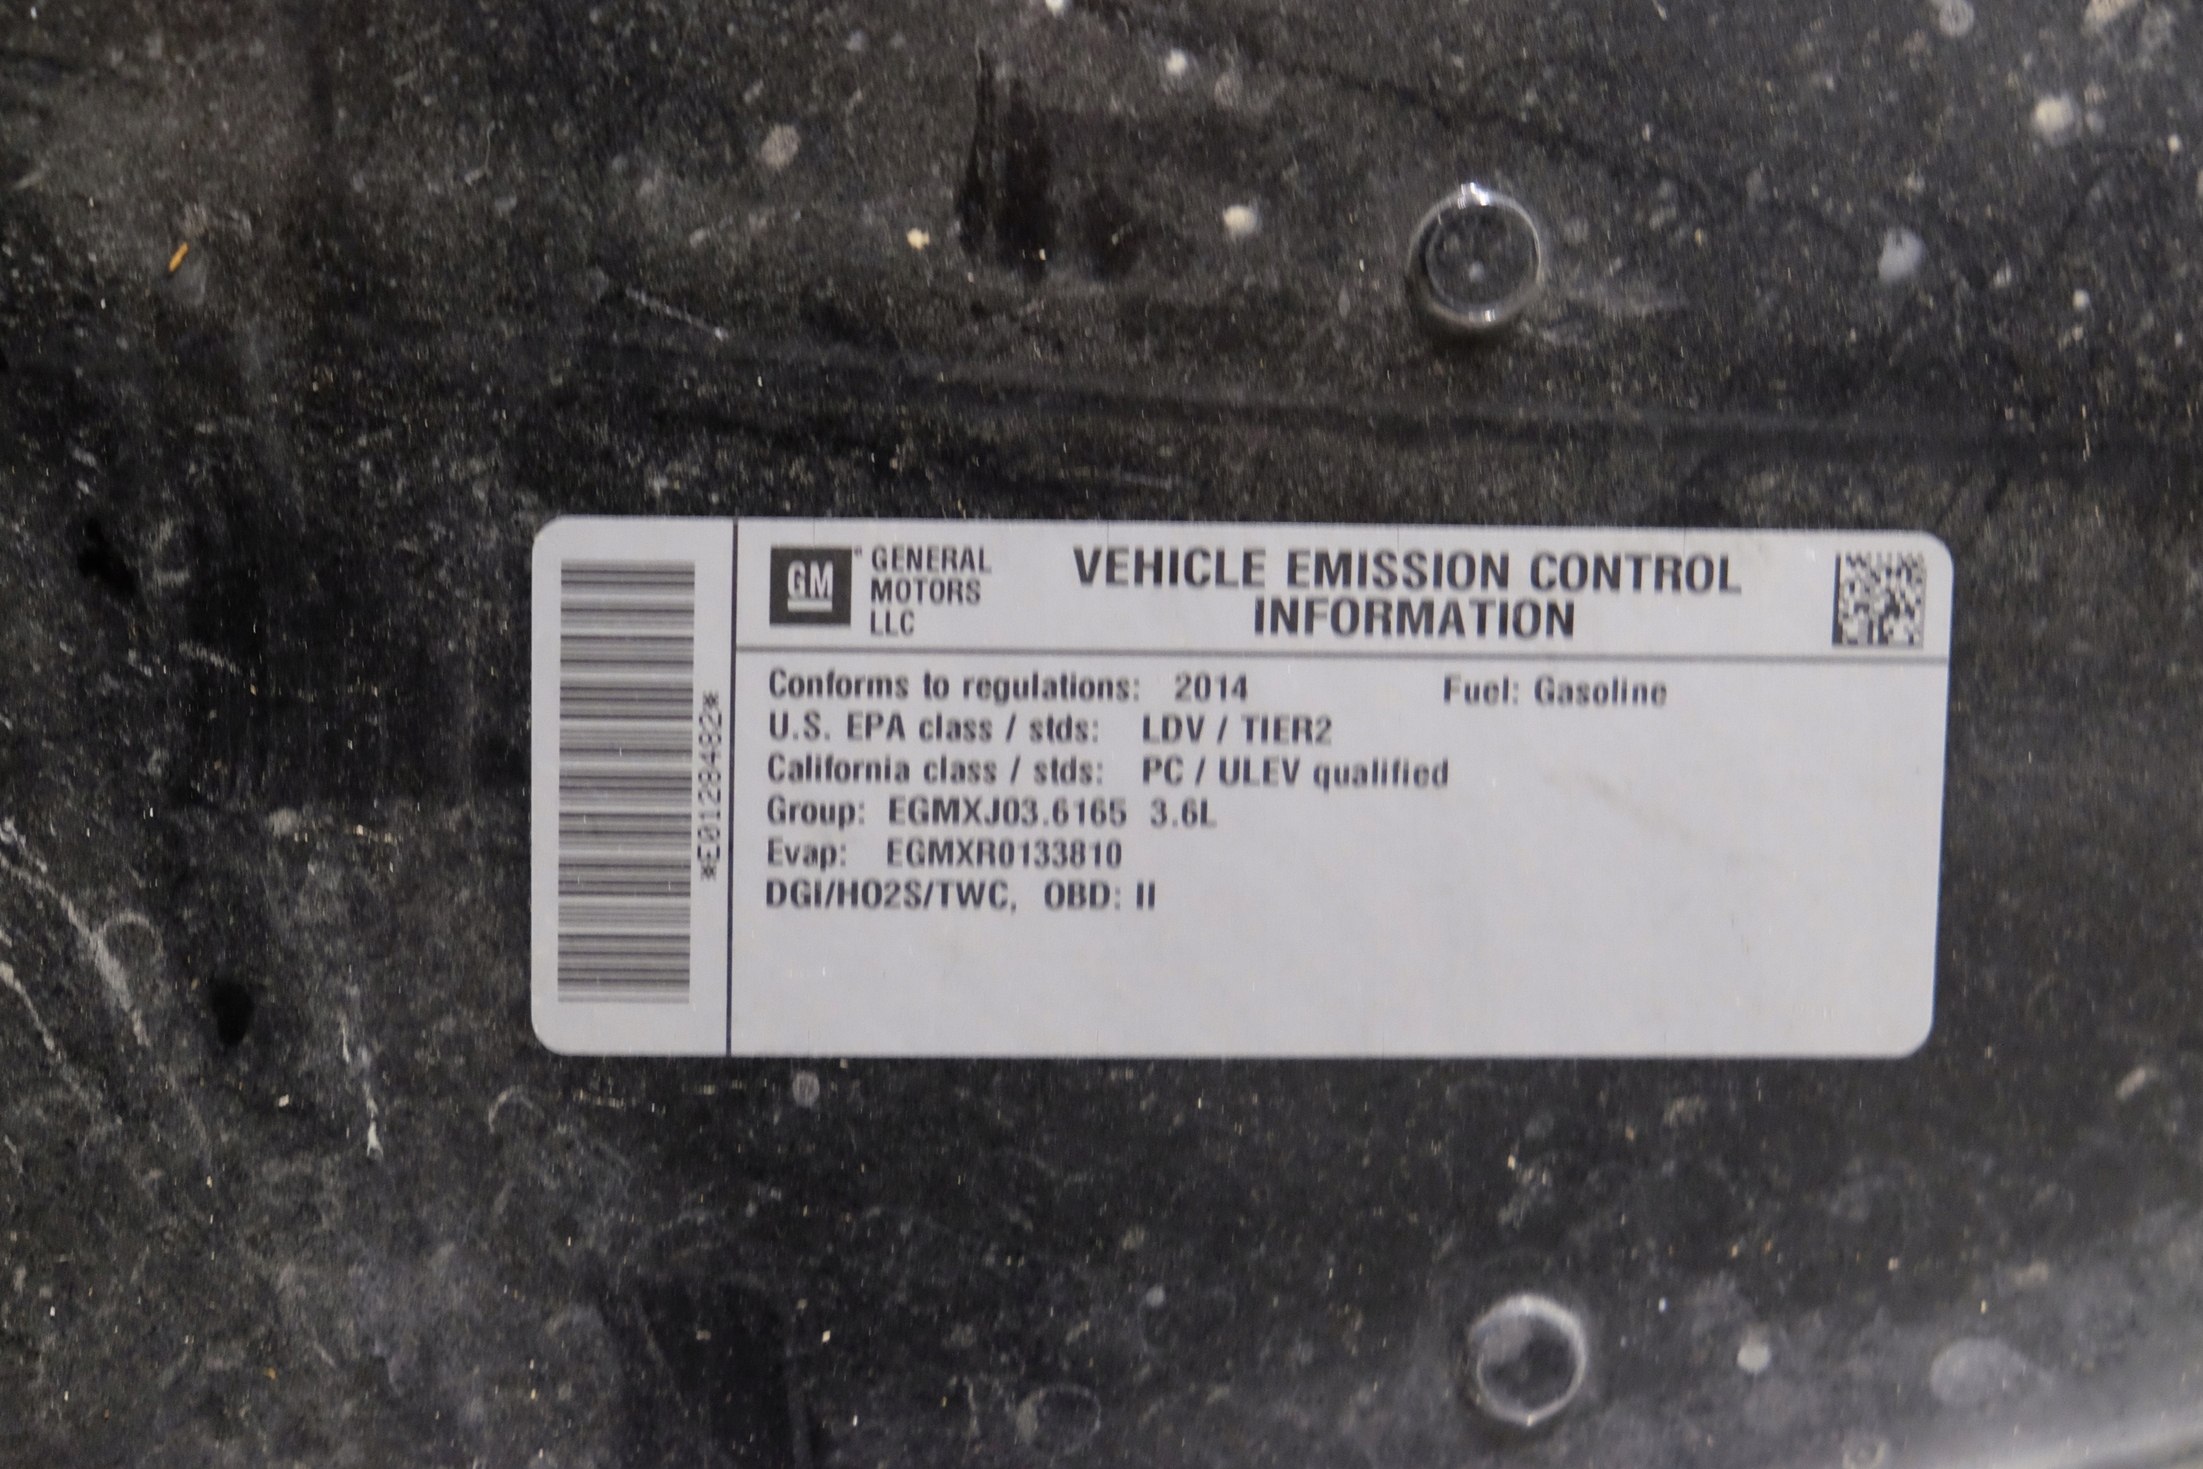 GM
GENERAL
MOTORS
LLC
VEHICLE EMISSION CONTROL
INFORMATION
Conforms to regulations: 2014 Fuel: Gasoline
U.S. EPA class / stds: LDV / TIER2
California class / stds: PC / ULEV qualified
Group: EGMXJ03.6165 3.6L
Evap: EGMXR0133810
DGI/HO2S/TWC, OBD: II
*E01284482*